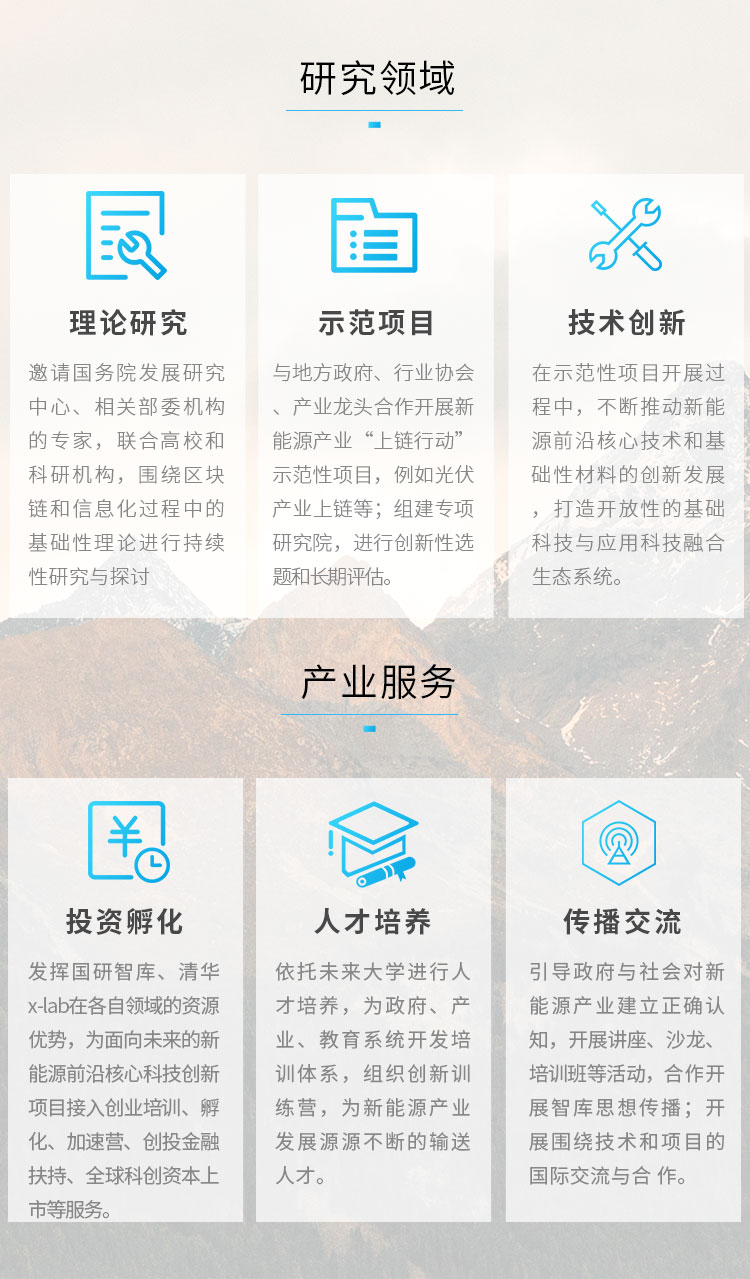 研究领域
理论研究
邀请国务院发展研究
中心、相关部委机构
的专家，联合高校和
科研机构，围绕区块
链和信息化过程中的
基础性理论进行持续
性研究与探讨
示范项目
与地方政府、行业协会
、产业龙头合作开展新
能源产业“上链行动”
示范性项目，例如光伏
产业上链等；组建专项
研究院，进行创新性选
题和长期评估。
技术创新
在示范性项目开展过
程中，不断推动新能
源前沿核心技术和基
础性材料的创新发展
，打造开放性的基础
科技与应用科技融合
生态系统。
产业服务
投资孵化
发挥国研智库、清华
x-lab在各自领域的资源
优势，为面向未来的新
能源前沿核心科技创新
项目接入创业培训、孵
化、加速营、创投金融
扶持、全球科创资本上
市等服务。
人才培养
依托未来大学进行人
才培养，为政府、产
业、教育系统开发培
训体系，组织创新训
练营，为新能源产业
发展源源不断的输送
人才。
传播交流
引导政府与社会对新
能源产业建立正确认
知，开展讲座、沙龙、
培训班等活动，合作开
展智库思想传播；开
展围绕技术和项目的
国际交流与合 作。